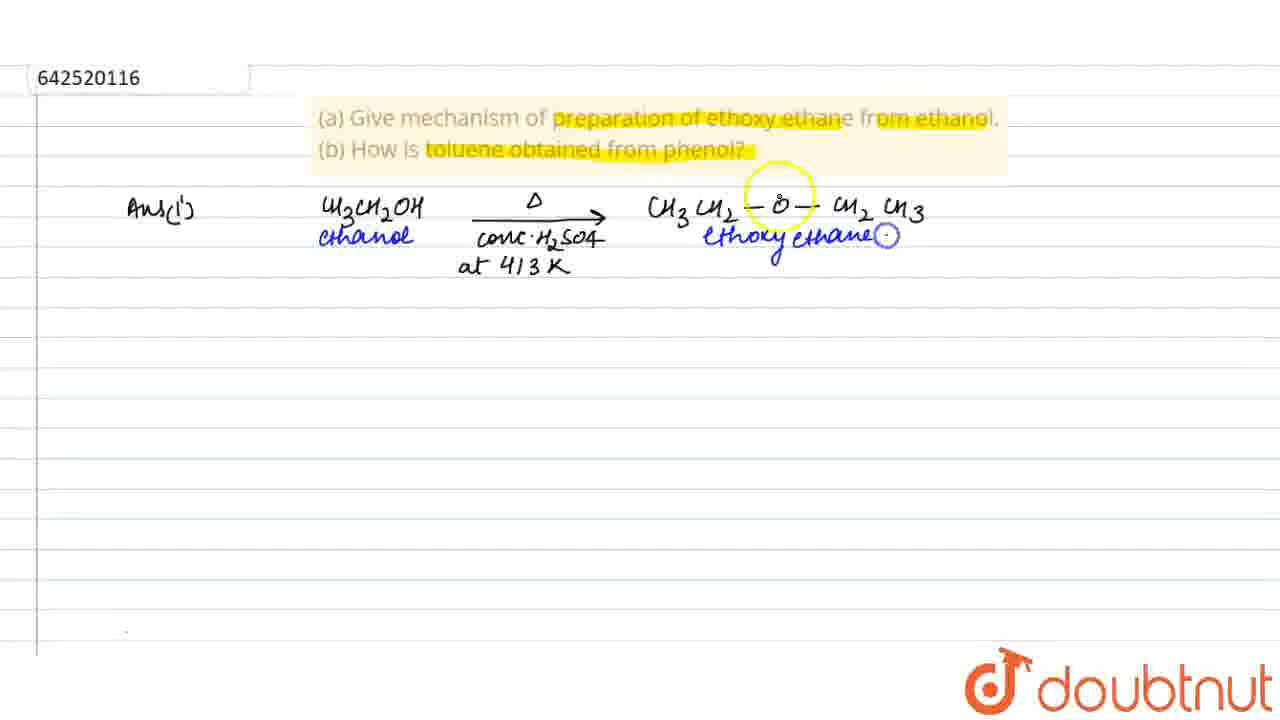 642520116
(a) Give mechanism of preparation of ethoxy ethane from ethanol.
(b) How is toluene obtained from phenol?
Ans(i) CH3CH2OH Δ CH3CH2-O-CH2CH3
ethanol conc. H2SO4 ethoxy ethane
at 413 K
doubtnut